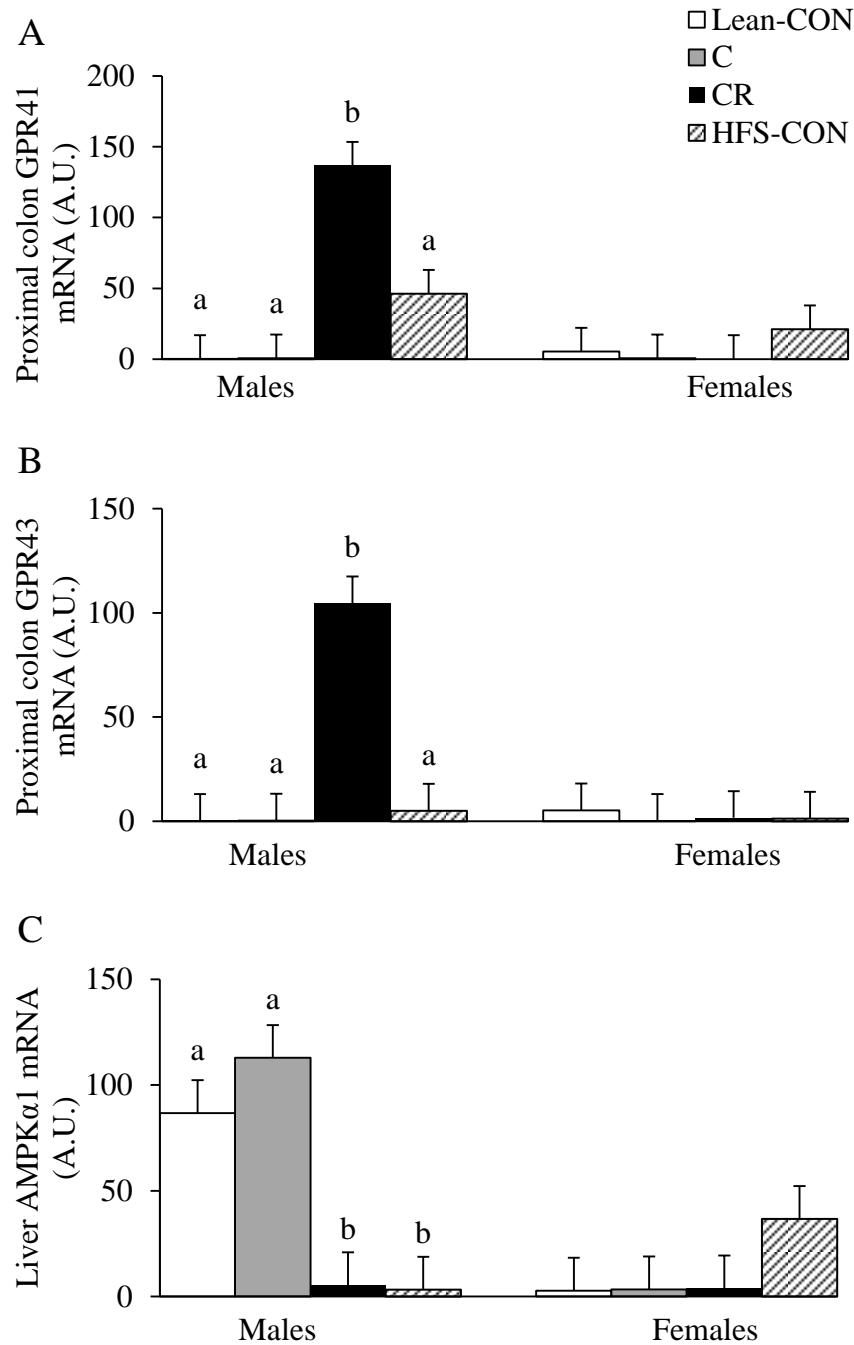 A
Lean-CON
C
CR
HFS-CON
Proximal colon GPR41
mRNA (A.U.)
200
150
100
50
0
a
a
b
a
Males
Females
B
Proximal colon GPR43
mRNA (A.U.)
150
100
50
0
a
a
b
a
Males
Females
C
Liver AMPKα1 mRNA
(A.U.)
150
100
50
0
a
a
b
b
Males
Females